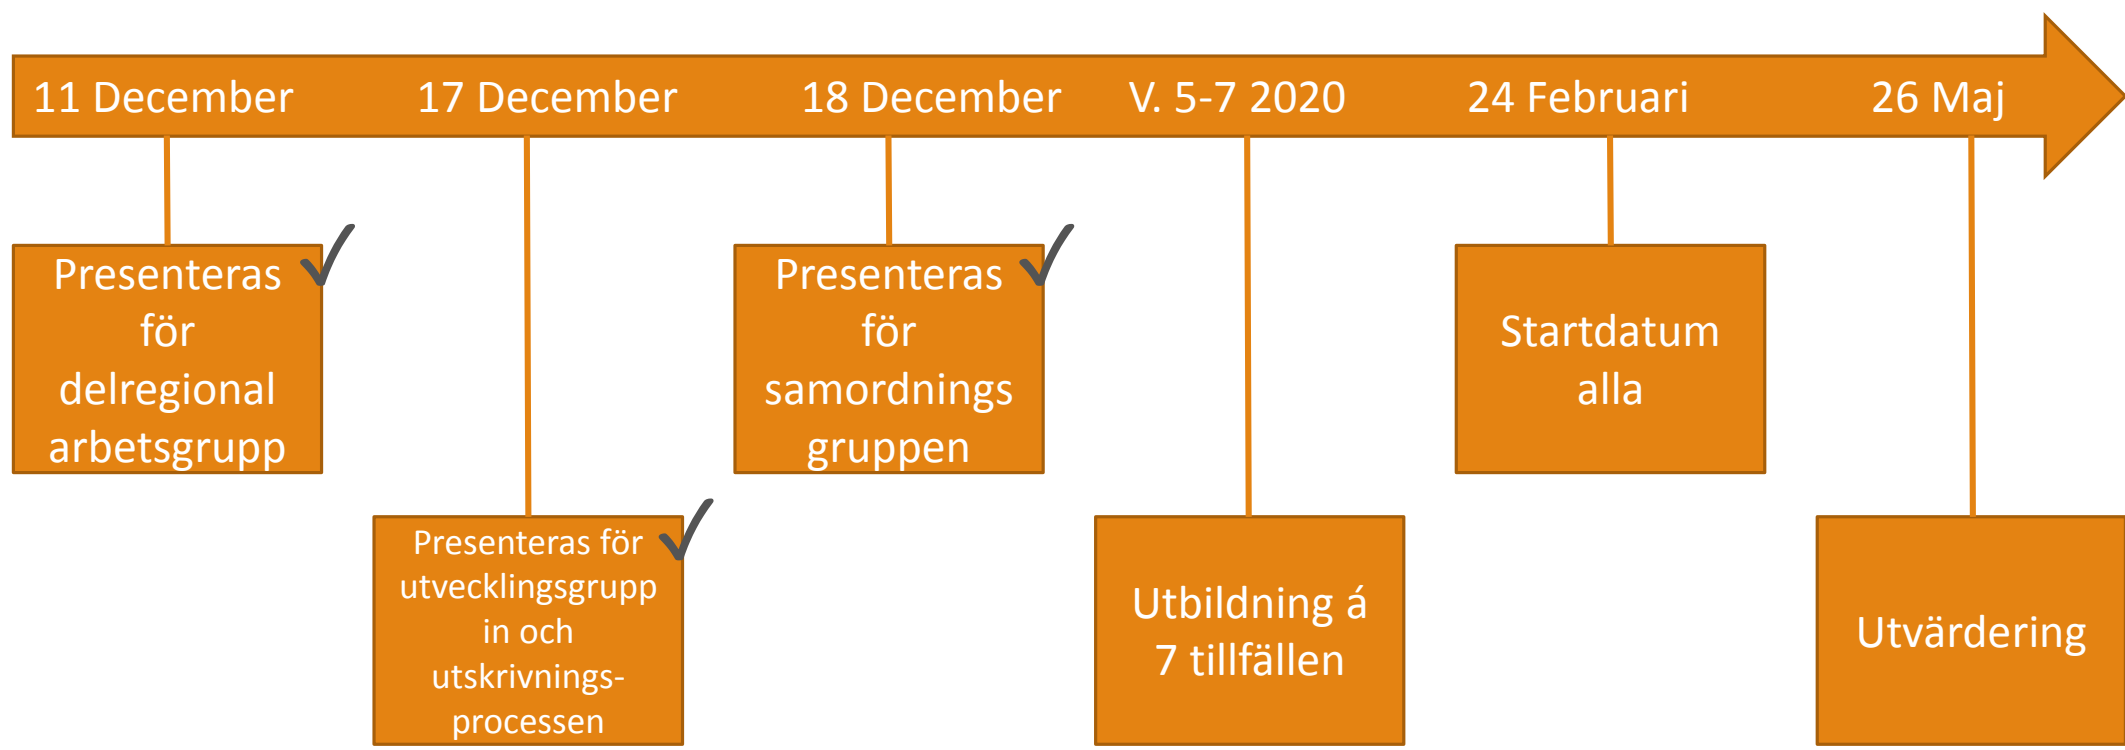 11 December
17 December
18 December
V. 5-7 2020
24 Februari
26 Maj
Presenteras
för
delregional
arbetsgrupp
Presenteras för
utvecklingsgrupp
in och
utskrivnings-
processen
Presenteras
för
samordnings
gruppen
Utbildning á
7 tillfällen
Startdatum
alla
Utvärdering